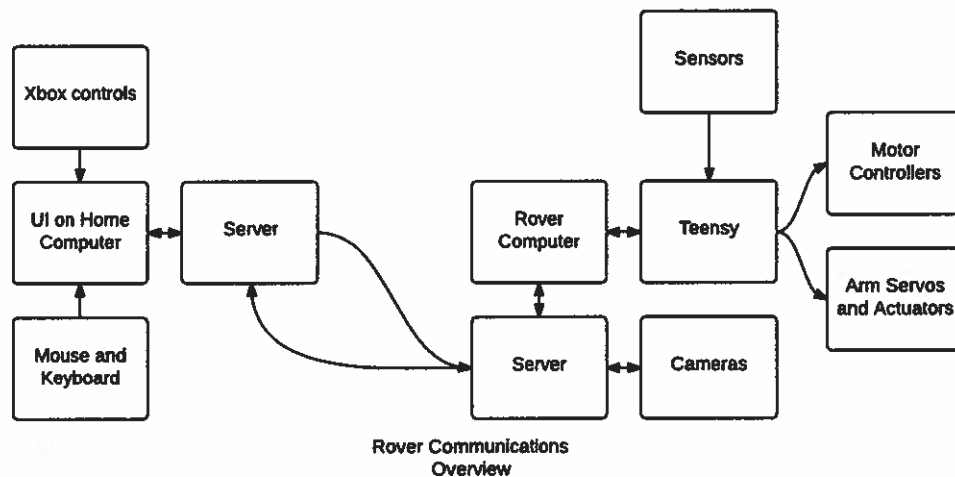 Xbox controls
UI on Home
Computer
Mouse and
Keyboard
Server
Rover
Computer
Server
Sensors
Teensy
Cameras
Motor
Controllers
Arm Servos
and Actuators
Rover Communications
Overview